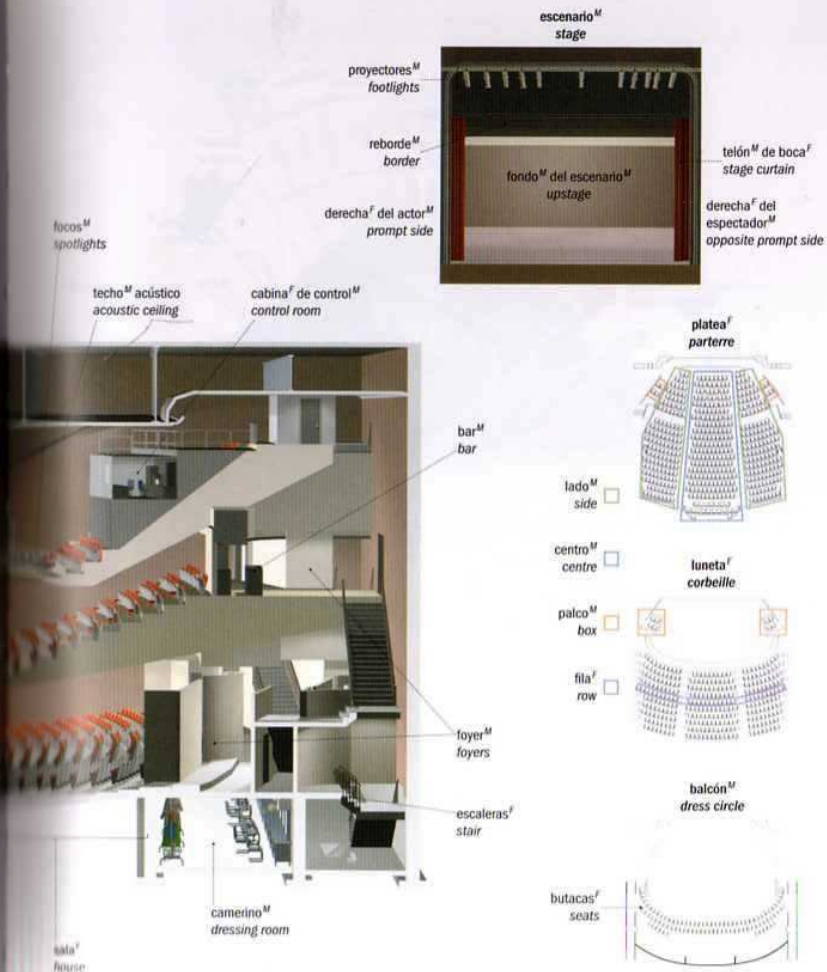 escenario^M
stage
proyectores^M
footlights
reborde^M
border
fondo^M del escenario^M
upstage
telón^M de boca^F
stage curtain
derecha^F del actor^M
prompt side
derecha^F del
espectador^M
opposite prompt side
focos^M
spotlights
techo^M acústico
acoustic ceiling
cabina^F de control^M
control room
platea^F
parterre
bar^M
bar
lado^M
side
centro^M
centre
luneta^F
corbeille
palco^M
box
fila^F
row
foyer^M
foyers
balcón^M
dress circle
escaleras^F
stair
butacas^F
seats
camerino^M
dressing room
sala^F
house